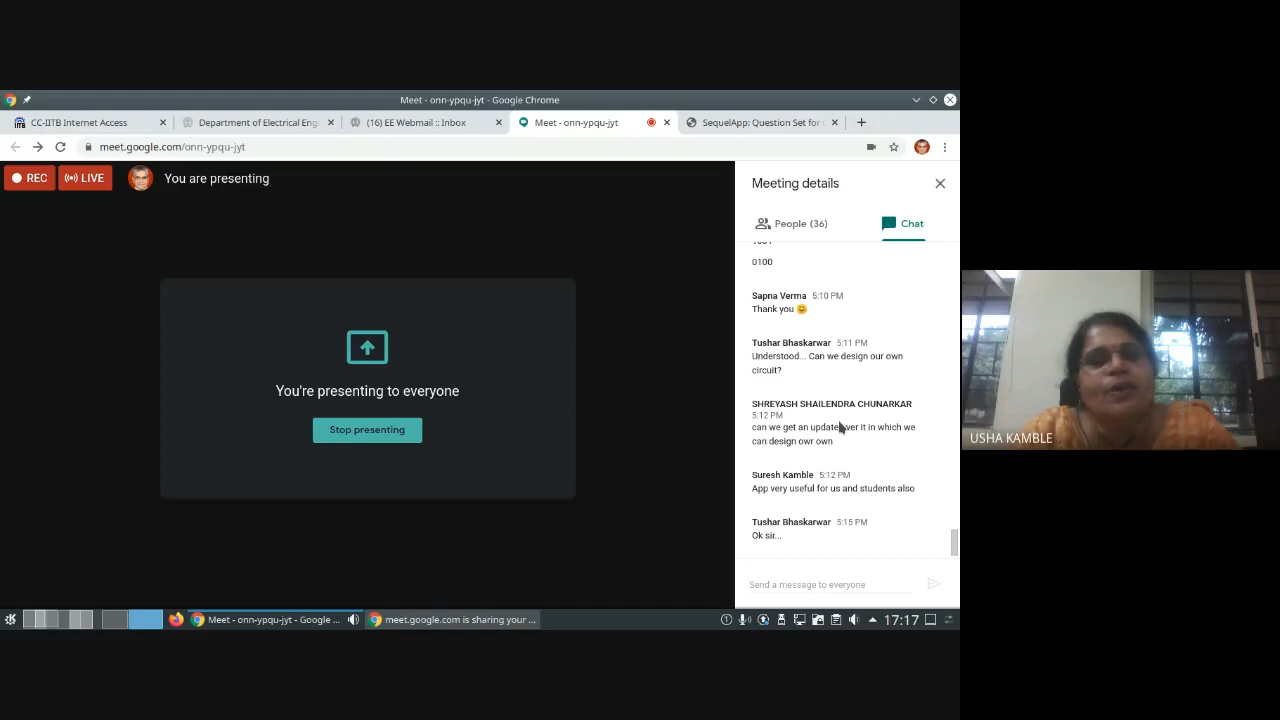 Meet - onn-ypqu-jyt - Google Chrome
CC-IITB Internet Access
Department of Electrical Eng
(16) EE Webmail :: Inbox
Meet - onn-ypqu-jyt
SequelApp: Question Set for
meet.google.com/onn-ypqu-jyt
REC
LIVE
You are presenting
You're presenting to everyone
Stop presenting
Meeting details
People (36)
Chat
0100
Sapna Verma 5:10 PM
Thank you 😀
Tushar Bhaskarwar 5:11 PM
Understood... Can we design our own
circuit?
SHREYASH SHAILENDRA CHUNARKAR
5:12 PM
can we get an update ver it in which we
can design owr own
Suresh Kamble 5:12 PM
App very useful for us and students also
Tushar Bhaskarwar 5:15 PM
Ok sir...
Send a message to everyone
USHA KAMBLE
Meet - onn-ypqu-jyt - Google ...
meet.google.com is sharing your ...
17:17